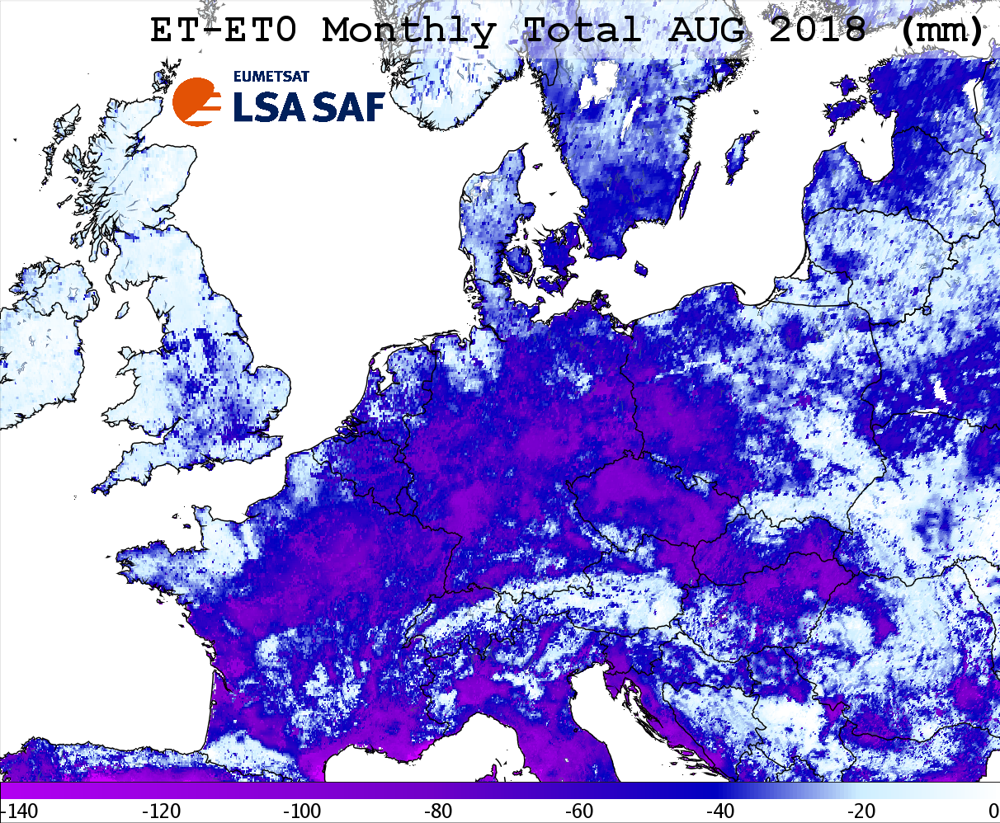 ET-ET0 Monthly Total AUG 2018 (mm)
EUMETSAT
LSA SAF
-140 -120 -100 -80 -60 -40 -20 0